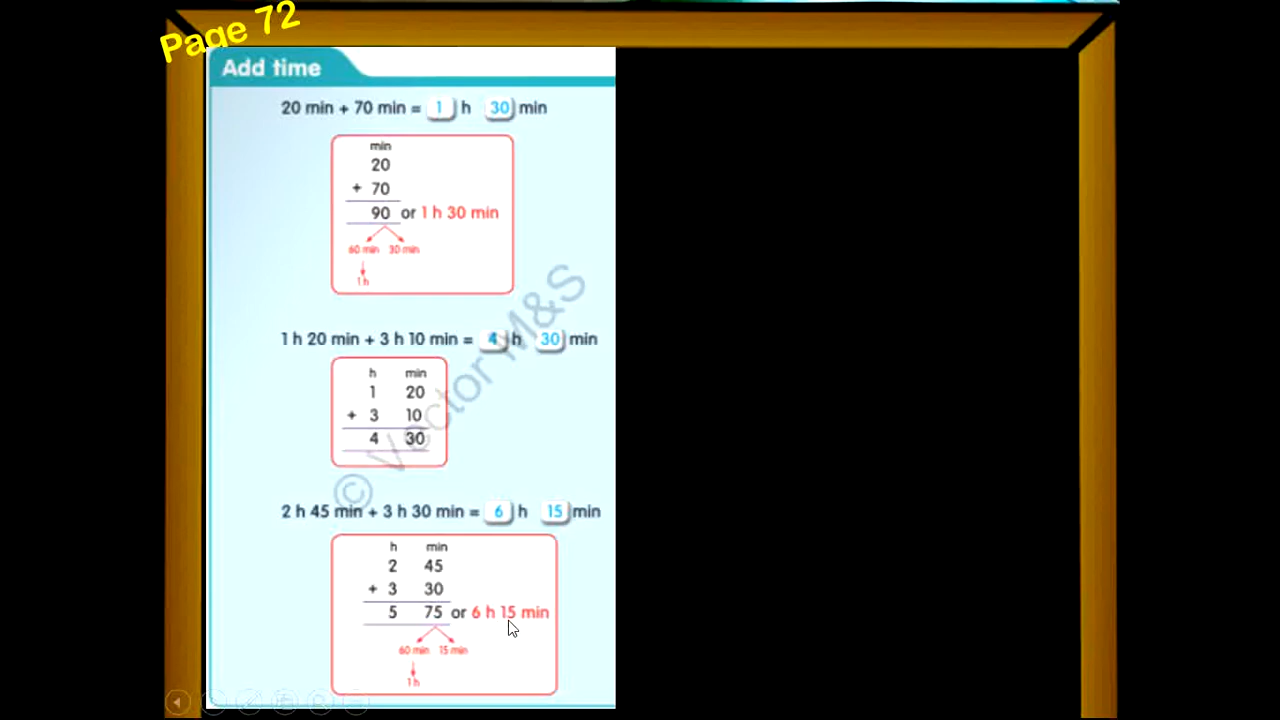 Page 72
Add time
20 min + 70 min = 1 h 30 min
min
20
+ 70
90 or 1 h 30 min
60 min 30 min
1 h
1 h 20 min + 3 h 10 min = 4 h 30 min
h min
1 20
+ 3 10
4 30
© Vector M&S
2 h 45 min + 3 h 30 min = 6 h 15 min
h min
2 45
+ 3 30
5 75 or 6 h 15 min
60 min 15 min
1 h